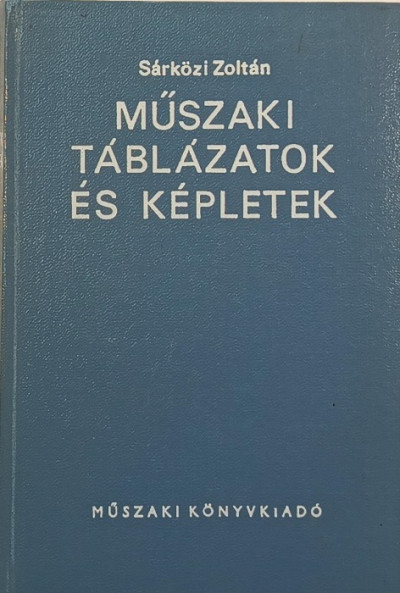 Sárközi Zoltán
MŰSZAKI
TÁBLÁZATOK
ÉS KÉPLETEK
MŰSZAKI KÖNYVKIADÓ